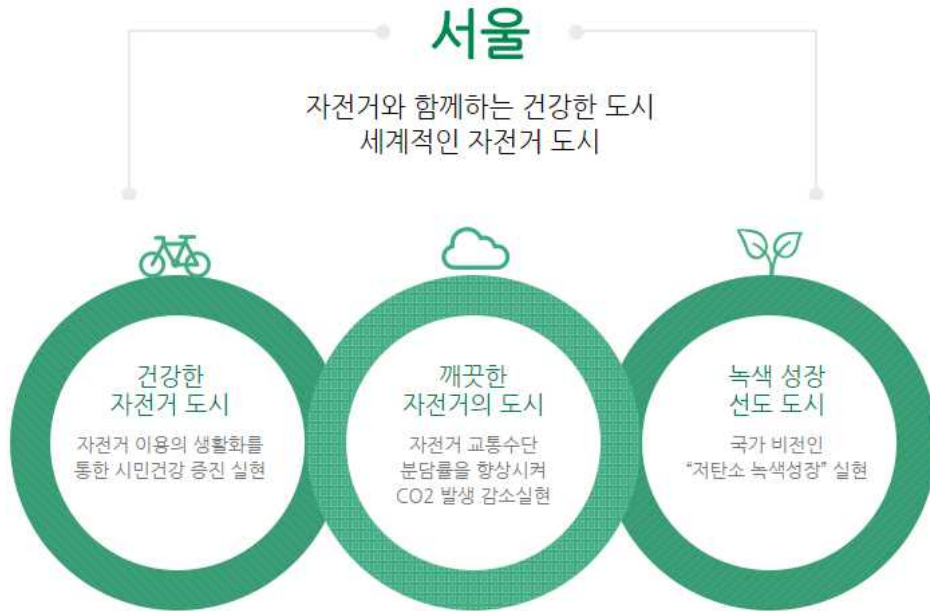 서울
자전거와 함께하는 건강한 도시
세계적인 자전거 도시
건강한
자전거 도시
자전거 이용의 생활화를
통한 시민건강 증진 실현
깨끗한
자전거의 도시
자전거 교통수단
분담률을 향상시켜
CO2 발생 감소실현
녹색 성장
선도 도시
국가 비전인
“저탄소 녹색성장” 실현